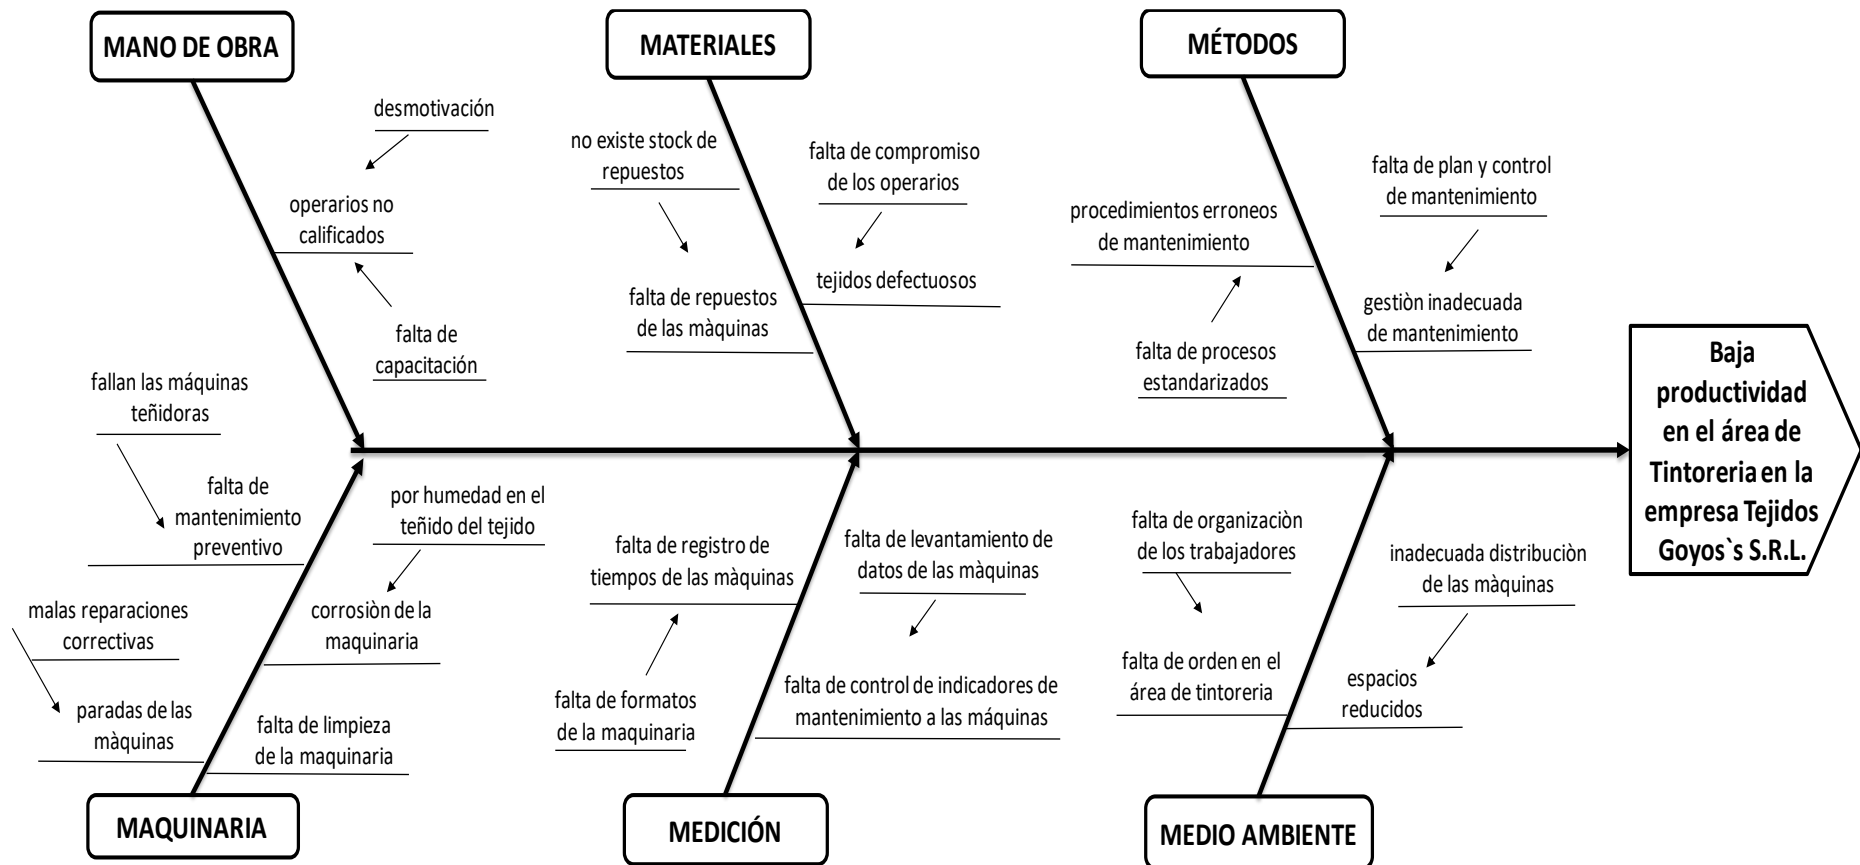 MANO DE OBRA
MATERIALES
MÉTODOS
desmotivación
operarios no
calificados
falta de
capacitación
no existe stock de
repuestos
falta de repuestos
de las màquinas
falta de compromiso
de los operarios
tejidos defectuosos
procedimientos erroneos
de mantenimiento
falta de procesos
estandarizados
falta de plan y control
de mantenimiento
gestiòn inadecuada
de mantenimiento
Baja
productividad
en el área de
Tintoreria en la
empresa Tejidos
Goyos`s S.R.L.
fallan las máquinas
teñidoras
falta de
mantenimiento
preventivo
por humedad en el
teñido del tejido
corrosiòn de la
maquinaria
malas reparaciones
correctivas
paradas de las
màquinas
falta de limpieza
de la maquinaria
falta de registro de
tiempos de las màquinas
falta de formatos
de la maquinaria
falta de levantamiento de
datos de las màquinas
falta de control de indicadores de
mantenimiento a las máquinas
falta de organizaciòn
de los trabajadores
falta de orden en el
área de tintoreria
inadecuada distribuciòn
de las màquinas
espacios
reducidos
MAQUINARIA
MEDICIÓN
MEDIO AMBIENTE